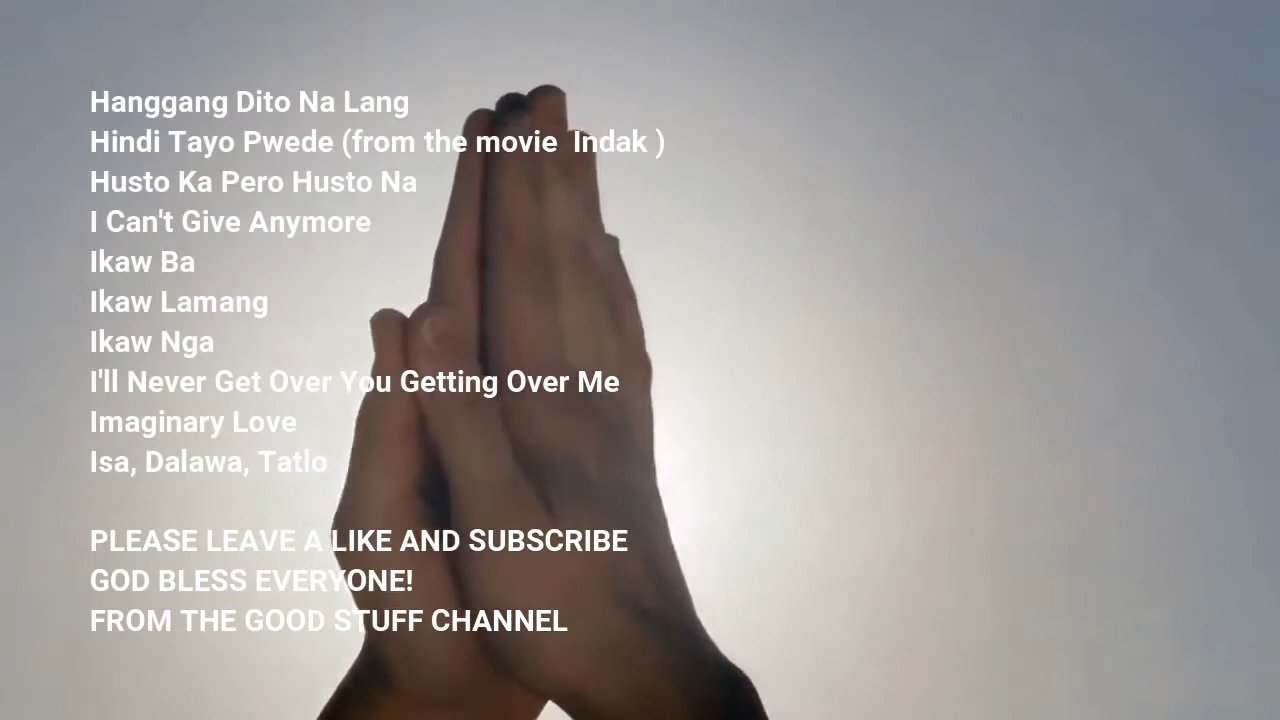 Hanggang Dito Na Lang
Hindi Tayo Pwede (from the movie  Indak )
Husto Ka Pero Husto Na
I Can't Give Anymore
Ikaw Ba
Ikaw Lamang
Ikaw Nga
I'll Never Get Over You Getting Over Me
Imaginary Love
Isa, Dalawa, Tatlo
PLEASE LEAVE A LIKE AND SUBSCRIBE
GOD BLESS EVERYONE!
FROM THE GOOD STUFF CHANNEL